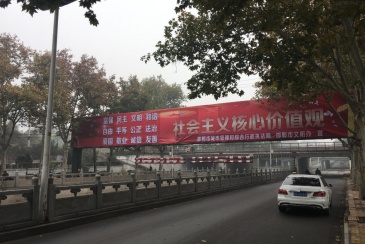 富强 民主 文明 和谐
自由 平等 公正 法治
爱国 敬业 诚信 友善
社会主义核心价值观